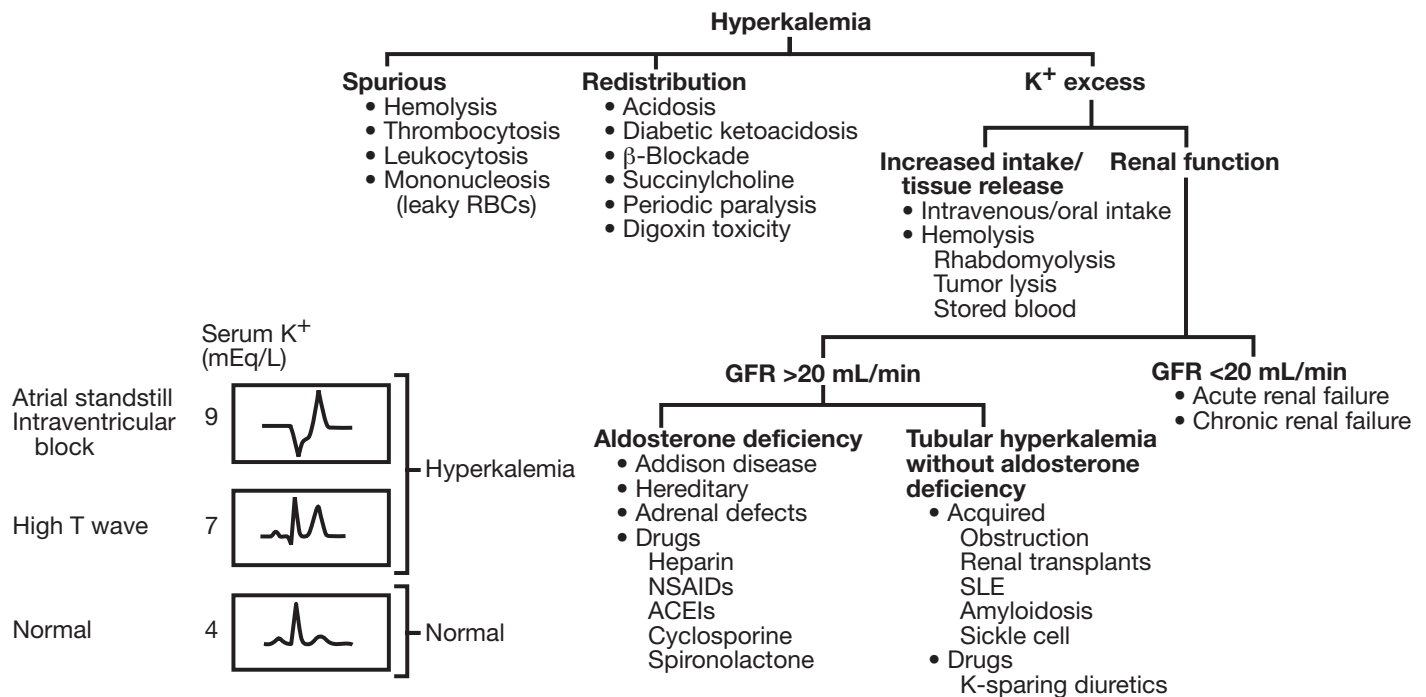 Hyperkalemia
Spurious
• Hemolysis
• Thrombocytosis
• Leukocytosis
• Mononucleosis
(leaky RBCs)
Redistribution
• Acidosis
• Diabetic ketoacidosis
• β-Blockade
• Succinylcholine
• Periodic paralysis
• Digoxin toxicity
K+ excess
Increased intake/
tissue release
• Intravenous/oral intake
• Hemolysis
Rhabdomyolysis
Tumor lysis
Stored blood
Renal function
GFR >20 mL/min
Aldosterone deficiency
• Addison disease
• Hereditary
• Adrenal defects
• Drugs
Heparin
NSAIDs
ACEIs
Cyclosporine
Spironolactone
Tubular hyperkalemia
without aldosterone
deficiency
• Acquired
Obstruction
Renal transplants
SLE
Amyloidosis
Sickle cell
• Drugs
K-sparing diuretics
GFR <20 mL/min
• Acute renal failure
• Chronic renal failure
Serum K+
(mEq/L)
Atrial standstill
Intraventricular
block
9
Hyperkalemia
High T wave
7
Normal
4
Normal